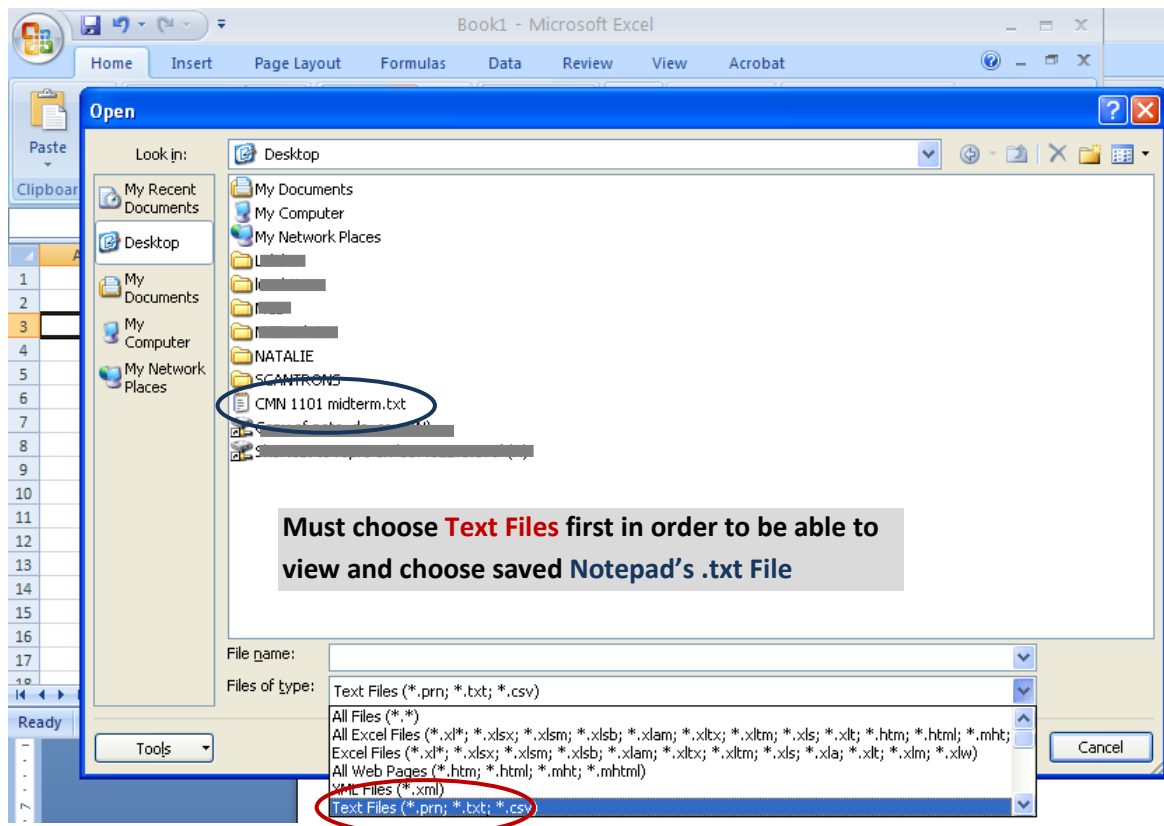 Book1 - Microsoft Excel
Home Insert Page Layout Formulas Data Review View Acrobat
Paste
Clipboar
Open
Look in: Desktop
My Recent Documents
Desktop
My Documents
My Computer
My Network Places
My Documents
My Computer
My Network Places
NATALIE
SCANTRONS
CMN 1101 midterm.txt
A
1
2
3
4
5
6
7
8
9
10
11
12
13
14
15
16
17
18
Must choose Text Files first in order to be able to
view and choose saved Notepad's .txt File
File name:
Files of type: Text Files (*.prn; *.txt; *.csv)
All Files (*.*)
All Excel Files (*.xl*; *.xlsx; *.xlsm; *.xlsb; *.xlam; *.xltx; *.xltm; *.xls; *.xlt; *.htm; *.html; *.mht;
Excel Files (*.xl*; *.xlsx; *.xlsm; *.xlsb; *.xlam; *.xltx; *.xltm; *.xls; *.xla; *.xlt; *.xlm; *.xlw)
All Web Pages (*.htm; *.html; *.mht; *.mhtml)
XML Files (*.xml)
Text Files (*.prn; *.txt; *.csv)
Ready
Tools
Cancel